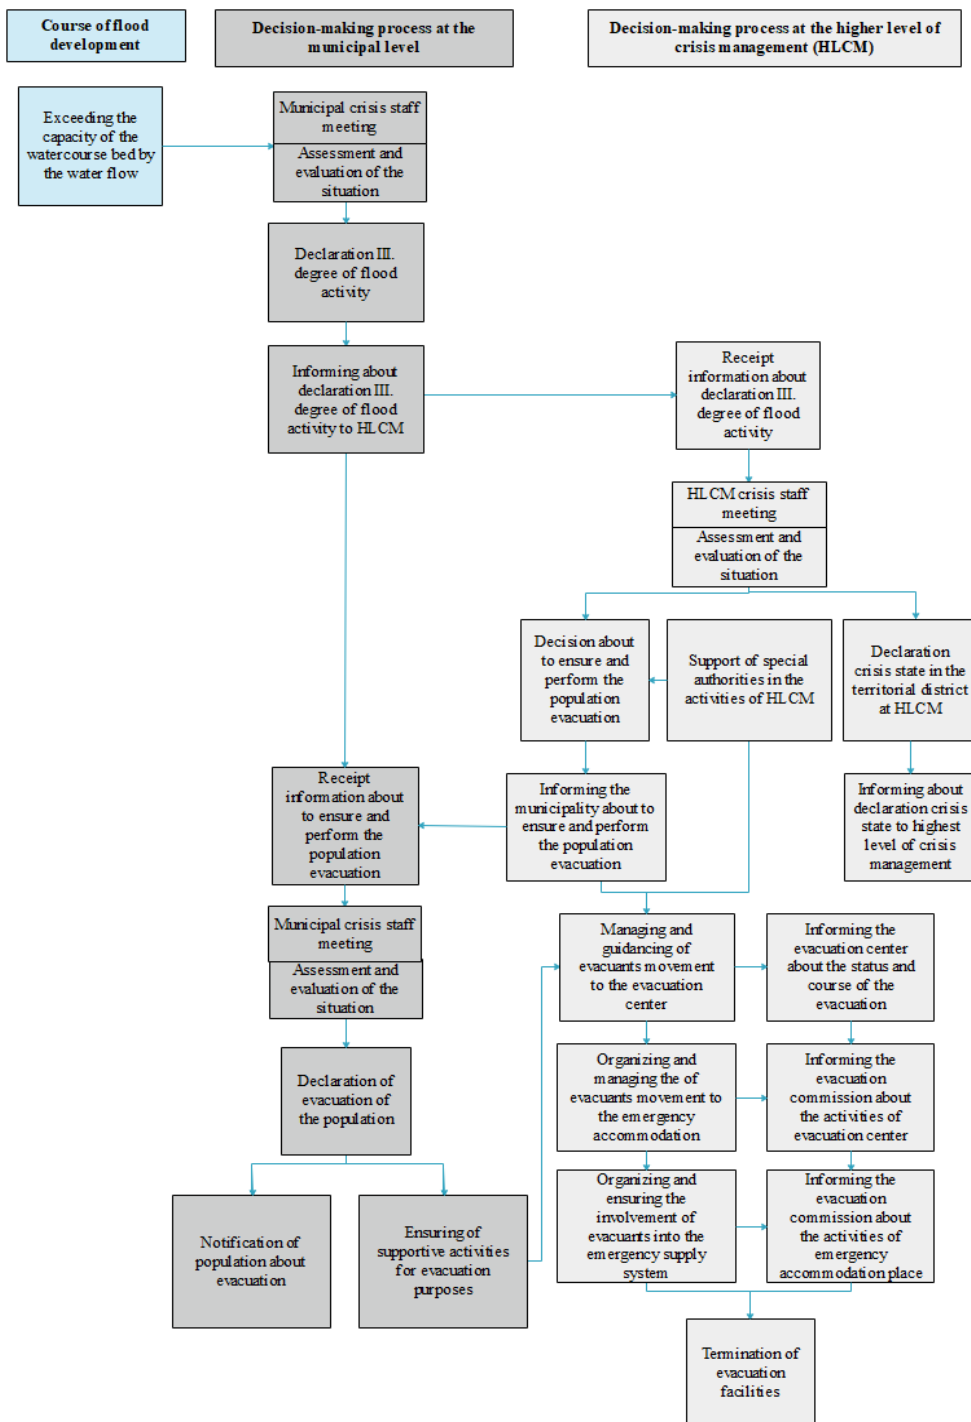 Course of flood
development
Decision-making process at the
municipal level
Decision-making process at the higher level of
crisis management (HLCM)
Exceeding the
capacity of the
watercourse bed by
the water flow
Municipal crisis staff
meeting
Assessment and
evaluation of the
situation
Declaration III.
degree of flood
activity
Informing about
declaration III.
degree of flood
activity to HLCM
Receipt
information about
declaration III.
degree of flood
activity
HLCM crisis staff
meeting
Assessment and
evaluation of the
situation
Decision about
to ensure and
perform the
population
evacuation
Support of special
authorities in the
activities of HLCM
Declaration
crisis state in the
territorial district
at HLCM
Receipt
information about
to ensure and
perform the
population
evacuation
Informing the
municipality about to
ensure and perform
the population
evacuation
Informing about
declaration crisis
state to highest
level of crisis
management
Municipal crisis staff
meeting
Assessment and
evaluation of the
situation
Managing and
guidancing of
evacuants movement
to the evacuation
center
Informing the
evacuation center
about the status and
course of the
evacuation
Declaration of
evacuation of
the population
Organizing and
managing the of
evacuants movement to
the emergency
accommodation
Informing the
evacuation
commission about
the activities of
evacuation center
Notification of
population about
evacuation
Ensuring of
supportive activities
for evacuation
purposes
Organizing and
ensuring the
involvement of
evacuants into the
emergency supply
system
Informing the
evacuation
commission about
the activities of
emergency
accommodation place
Termination of
evacuation
facilities